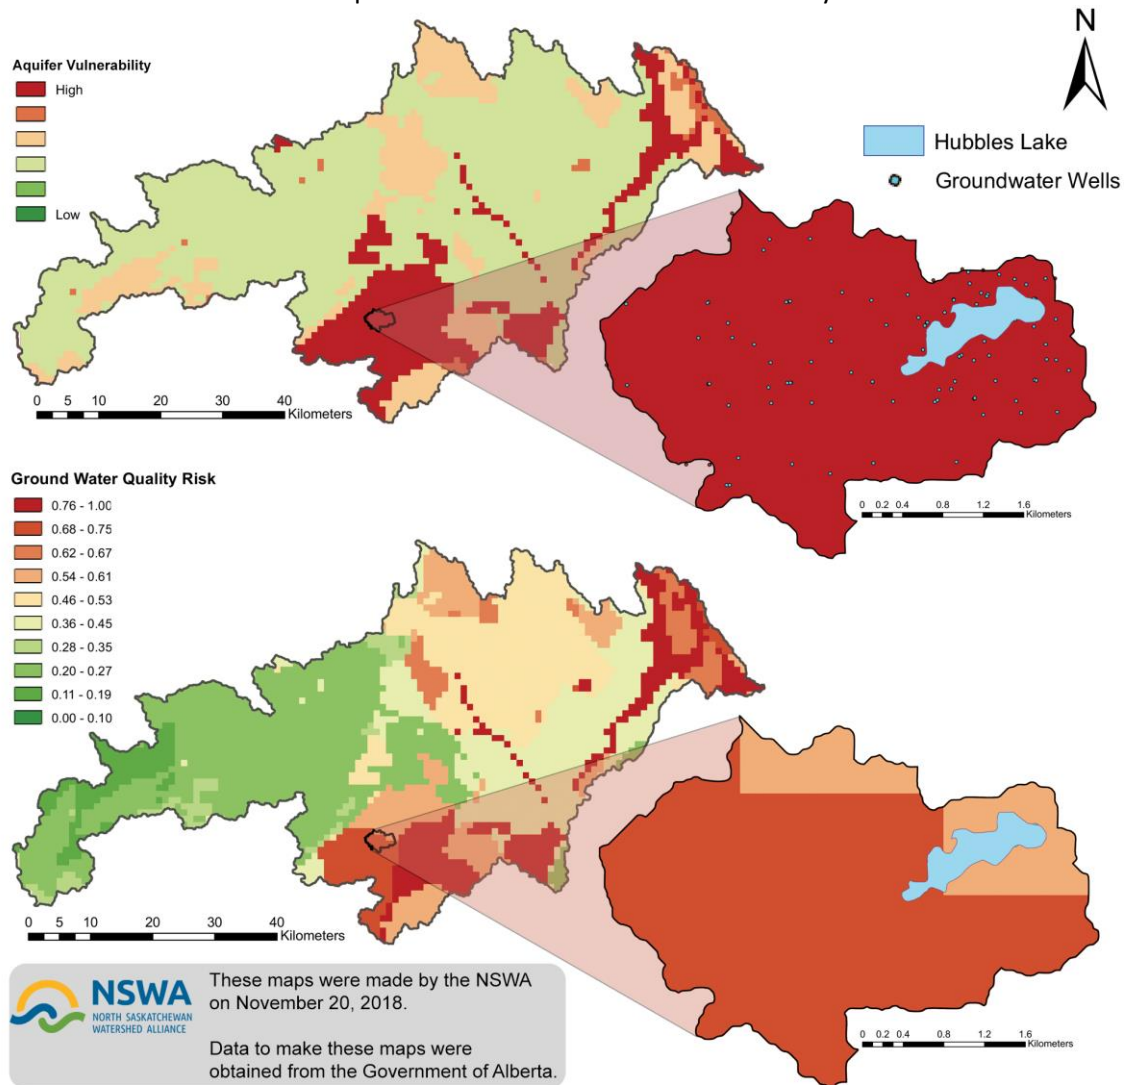 N
Aquifer Vulnerability
High
Low
Hubbles Lake
Groundwater Wells
0 5 10 20 30 40
Kilometers
0 0.2 0.4 0.8 1.2 1.6
Kilometers
Ground Water Quality Risk
0.76 - 1.00
0.68 - 0.75
0.62 - 0.67
0.54 - 0.61
0.46 - 0.53
0.36 - 0.45
0.28 - 0.35
0.20 - 0.27
0.11 - 0.19
0.00 - 0.10
0 5 10 20 30 40
Kilometers
0 0.2 0.4 0.8 1.2 1.6
Kilometers
NSWA
NORTH SASKATCHEWAN
WATERSHED ALLIANCE
These maps were made by the NSWA
on November 20, 2018.
Data to make these maps were
obtained from the Government of Alberta.